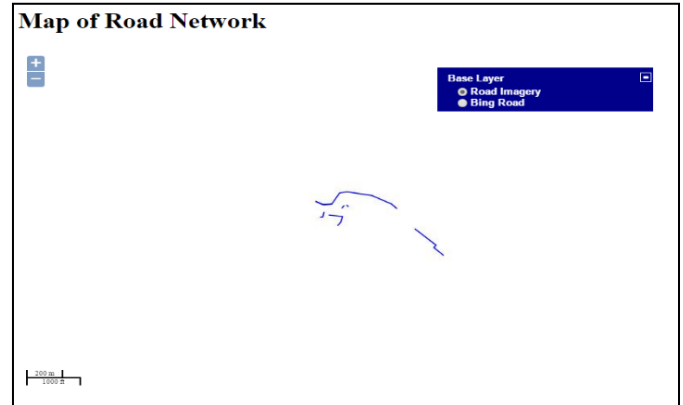 Map of Road Network
+
−
Base Layer
Road Imagery
Bing Road
200 m
1000 ft